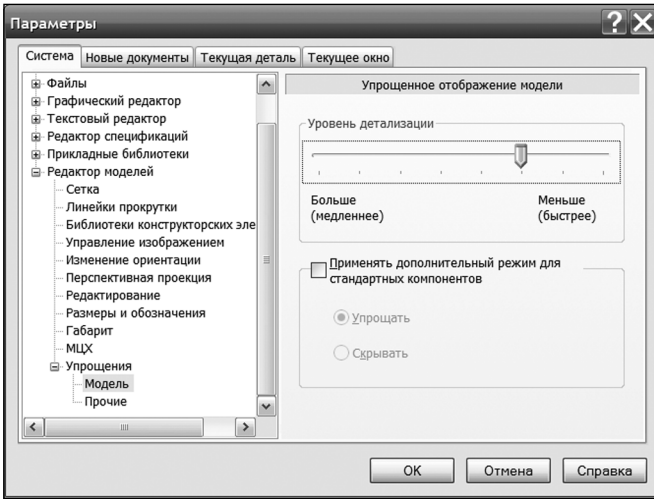 Параметры
Система Новые документы Текущая деталь Текущее окно
Файлы
Графический редактор
Текстовый редактор
Редактор спецификаций
Прикладные библиотеки
Редактор моделей
Сетка
Линейки прокрутки
Библиотеки конструкторских эле
Управление изображением
Изменение ориентации
Перспективная проекция
Редактирование
Размеры и обозначения
Габарит
МЦХ
Упрощения
Модель
Прочие
Упрощенное отображение модели
Уровень детализации
Больше
(медленнее)
Меньше
(быстрее)
Применять дополнительный режим для
стандартных компонентов
Упрощать
Скрывать
OK Отмена Справка